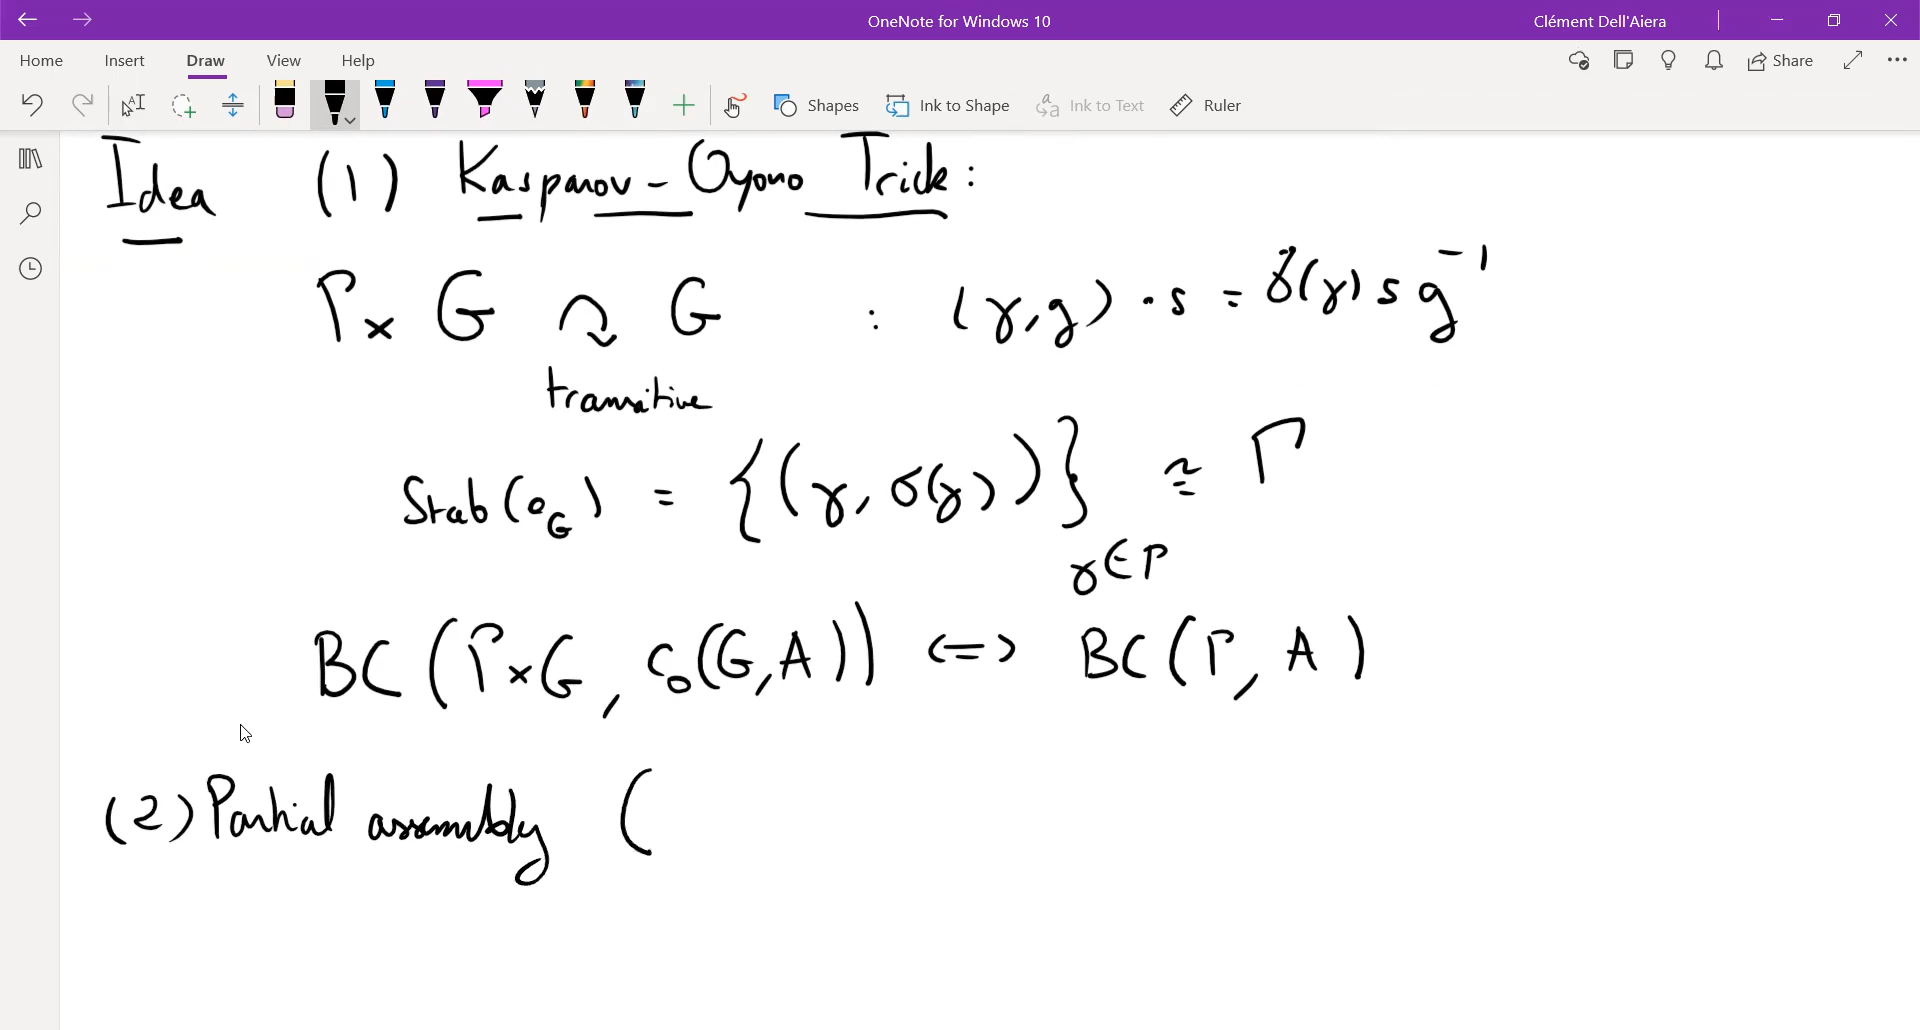 OneNote for Windows 10
Clément Dell'Aiera
Home Insert Draw View Help
Share
Shapes Ink to Shape Ink to Text Ruler
Idea (1) Kasparov - Oyono Trick:
Γ × G ↷ G : (γ, g) · s = σ(γ) s g⁻¹
transitive
Stab(e_G) = {(γ, σ(γ))} ≃ Γ
γ ∈ Γ
BC(Γ × G, C₀(G, A)) <=> BC(Γ, A)
(2) Partial assembly (